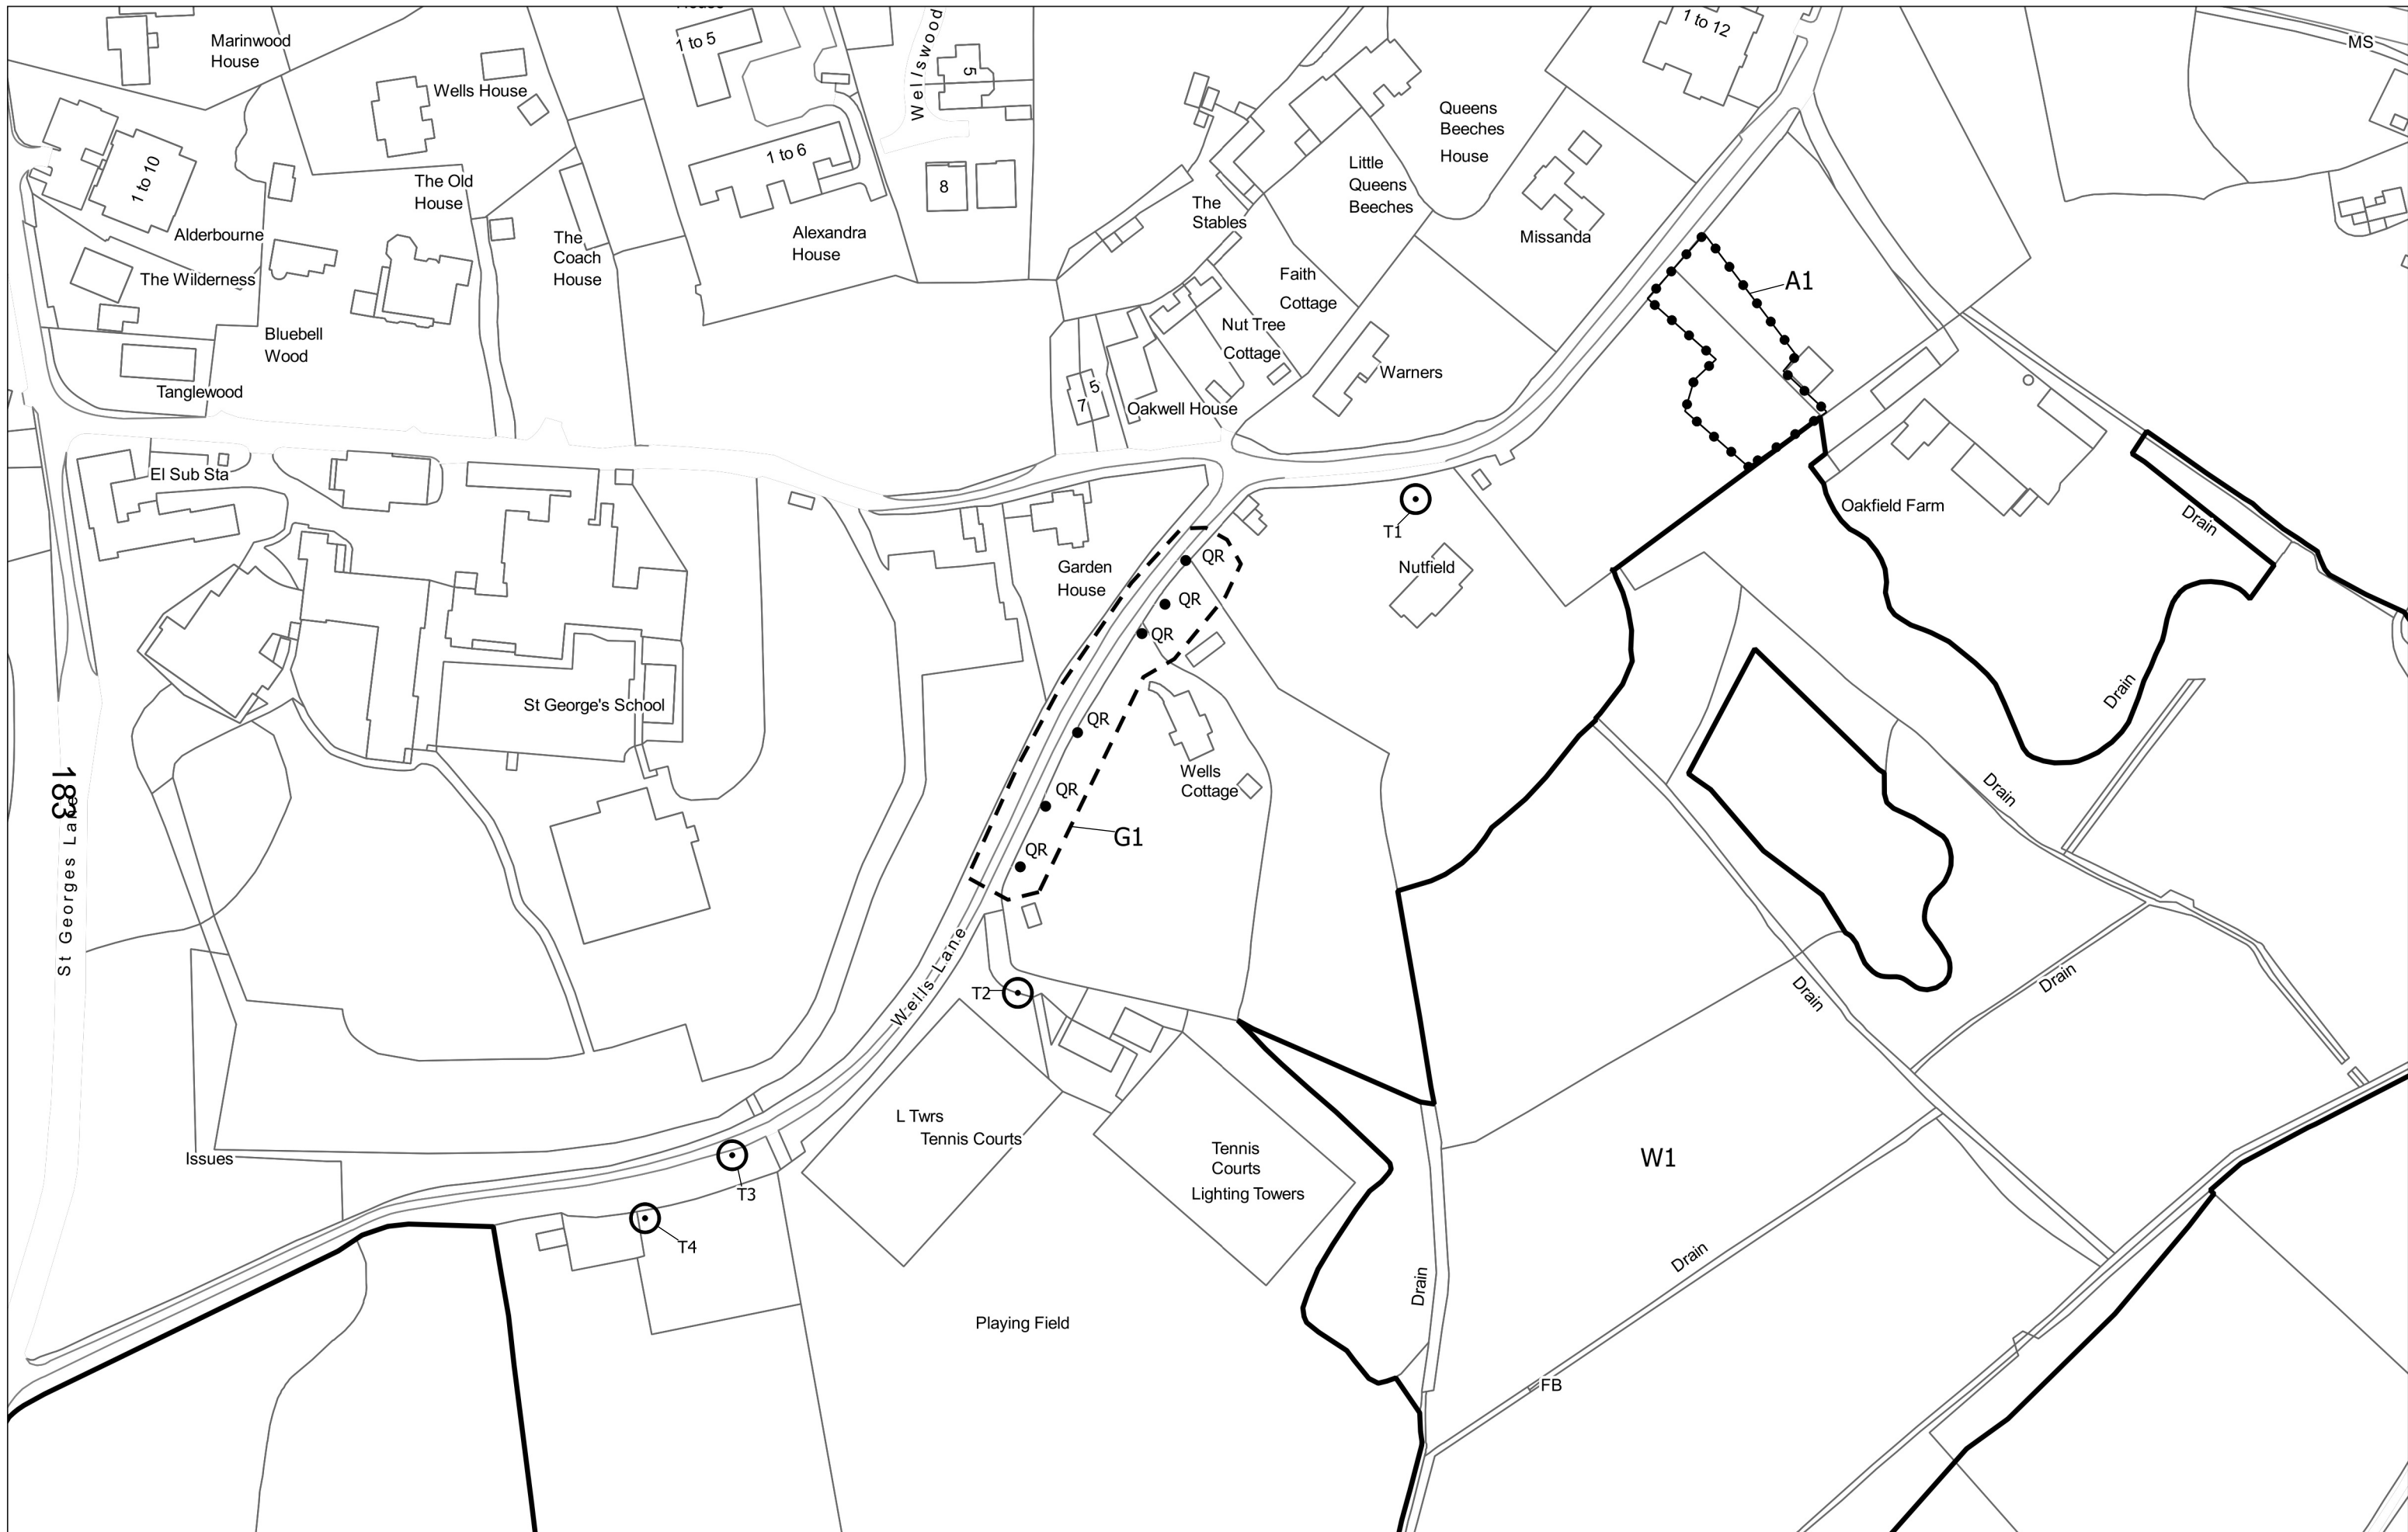 Marinwood
House
Wells House
1 to 5
Wellswood
5
1 to 12
MS
Queens
Beeches
House
1 to 10
The Old
House
1 to 6
8
Little
Queens
Beeches
The
Stables
Alderbourne
The
Coach
House
Alexandra
House
Missanda
The Wilderness
Faith
Cottage
A1
Bluebell
Wood
Nut Tree
Cottage
Tanglewood
5
7
Oakwell House
Warners
El Sub Sta
T1
Oakfield Farm
Drain
Garden
House
QR
Nutfield
QR
QR
St George's School
QR
Drain
183
St Georges Lane
Wells
Cottage
QR
G1
Drain
QR
Wells Lane
T2
Drain
Drain
L Twrs
Tennis Courts
Tennis
Courts
Lighting Towers
W1
Issues
T3
T4
Drain
Drain
Playing Field
FB